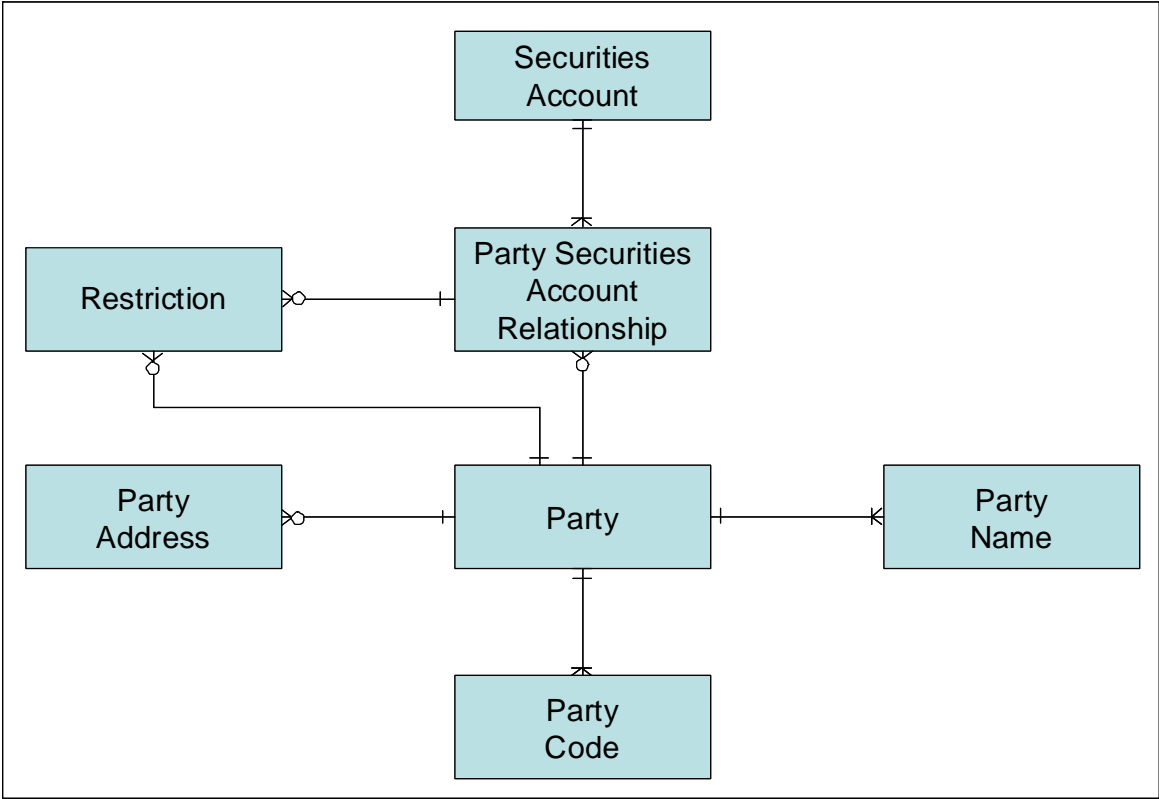 Securities
Account
Restriction
Party Securities
Account
Relationship
Party
Address
Party
Party
Name
Party
Code